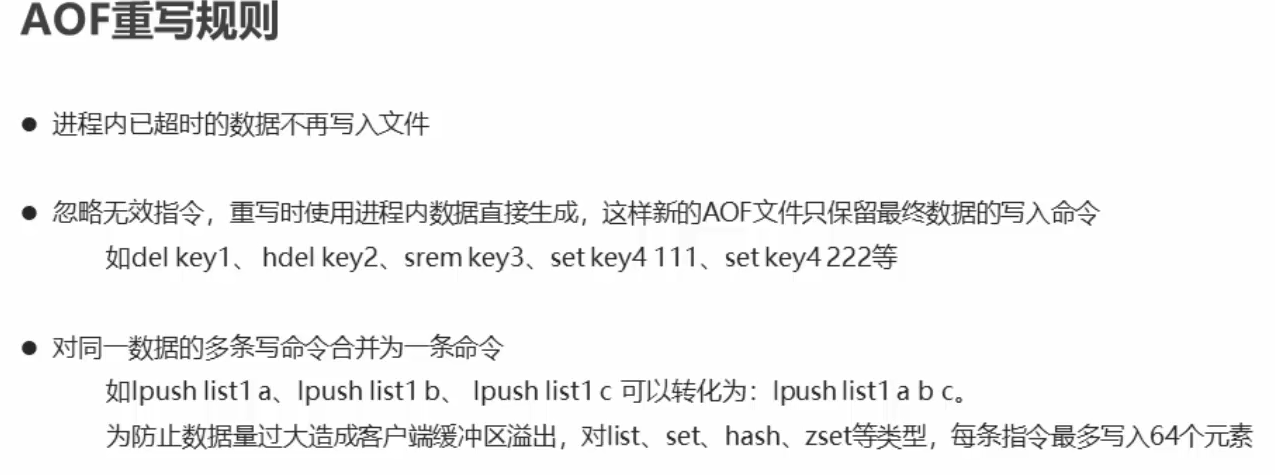 AOF重写规则
● 进程内已超时的数据不再写入文件
● 忽略无效指令，重写时使用进程内数据直接生成，这样新的AOF文件只保留最终数据的写入命令
如del key1、 hdel key2、srem key3、set key4 111、set key4 222等
● 对同一数据的多条写命令合并为一条命令
如lpush list1 a、lpush list1 b、 lpush list1 c 可以转化为：lpush list1 a b c。
为防止数据量过大造成客户端缓冲区溢出，对list、set、hash、zset等类型，每条指令最多写入64个元素